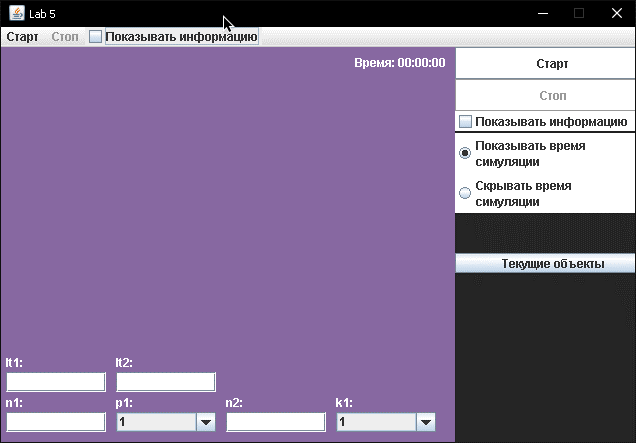 Lab 5
Старт Стоп Показывать информацию
Время: 00:00:00
Старт
Стоп
Показывать информацию
Показывать время
симуляции
Скрывать время
симуляции
Текущие объекты
lt1: lt2:
n1: p1: n2: k1:
1 1